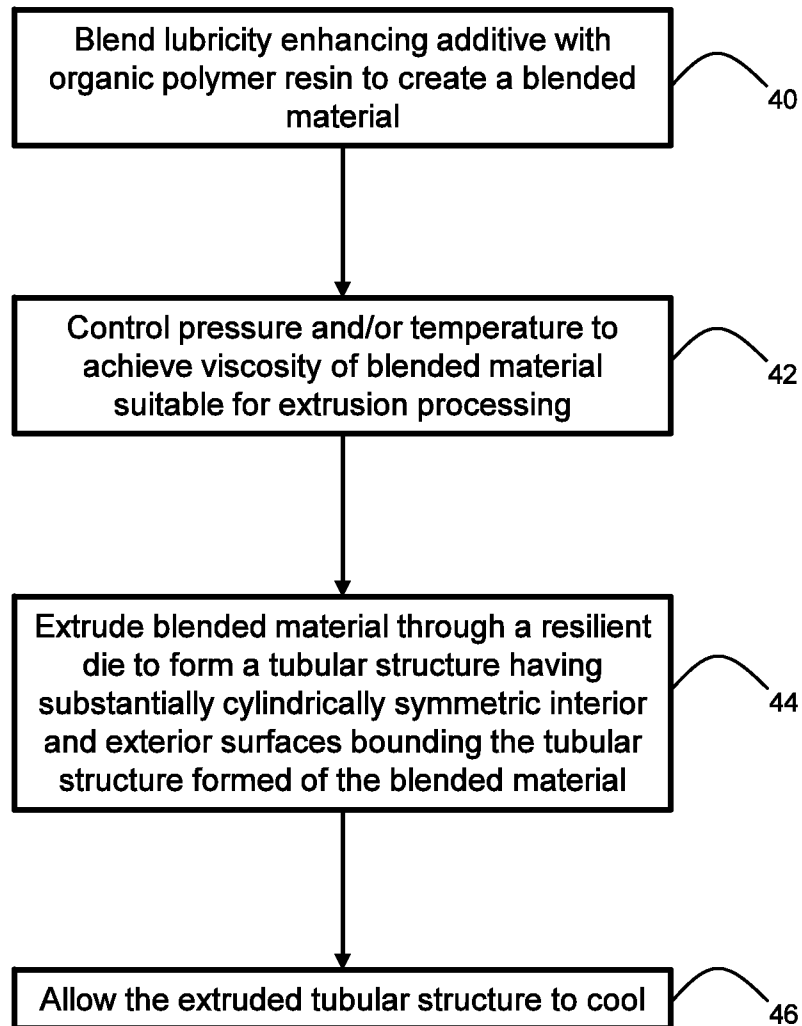 Blend lubricity enhancing additive with
organic polymer resin to create a blended
material
40
Control pressure and/or temperature to
achieve viscosity of blended material
suitable for extrusion processing
42
Extrude blended material through a resilient
die to form a tubular structure having
substantially cylindrically symmetric interior
and exterior surfaces bounding the tubular
structure formed of the blended material
44
Allow the extruded tubular structure to cool
46